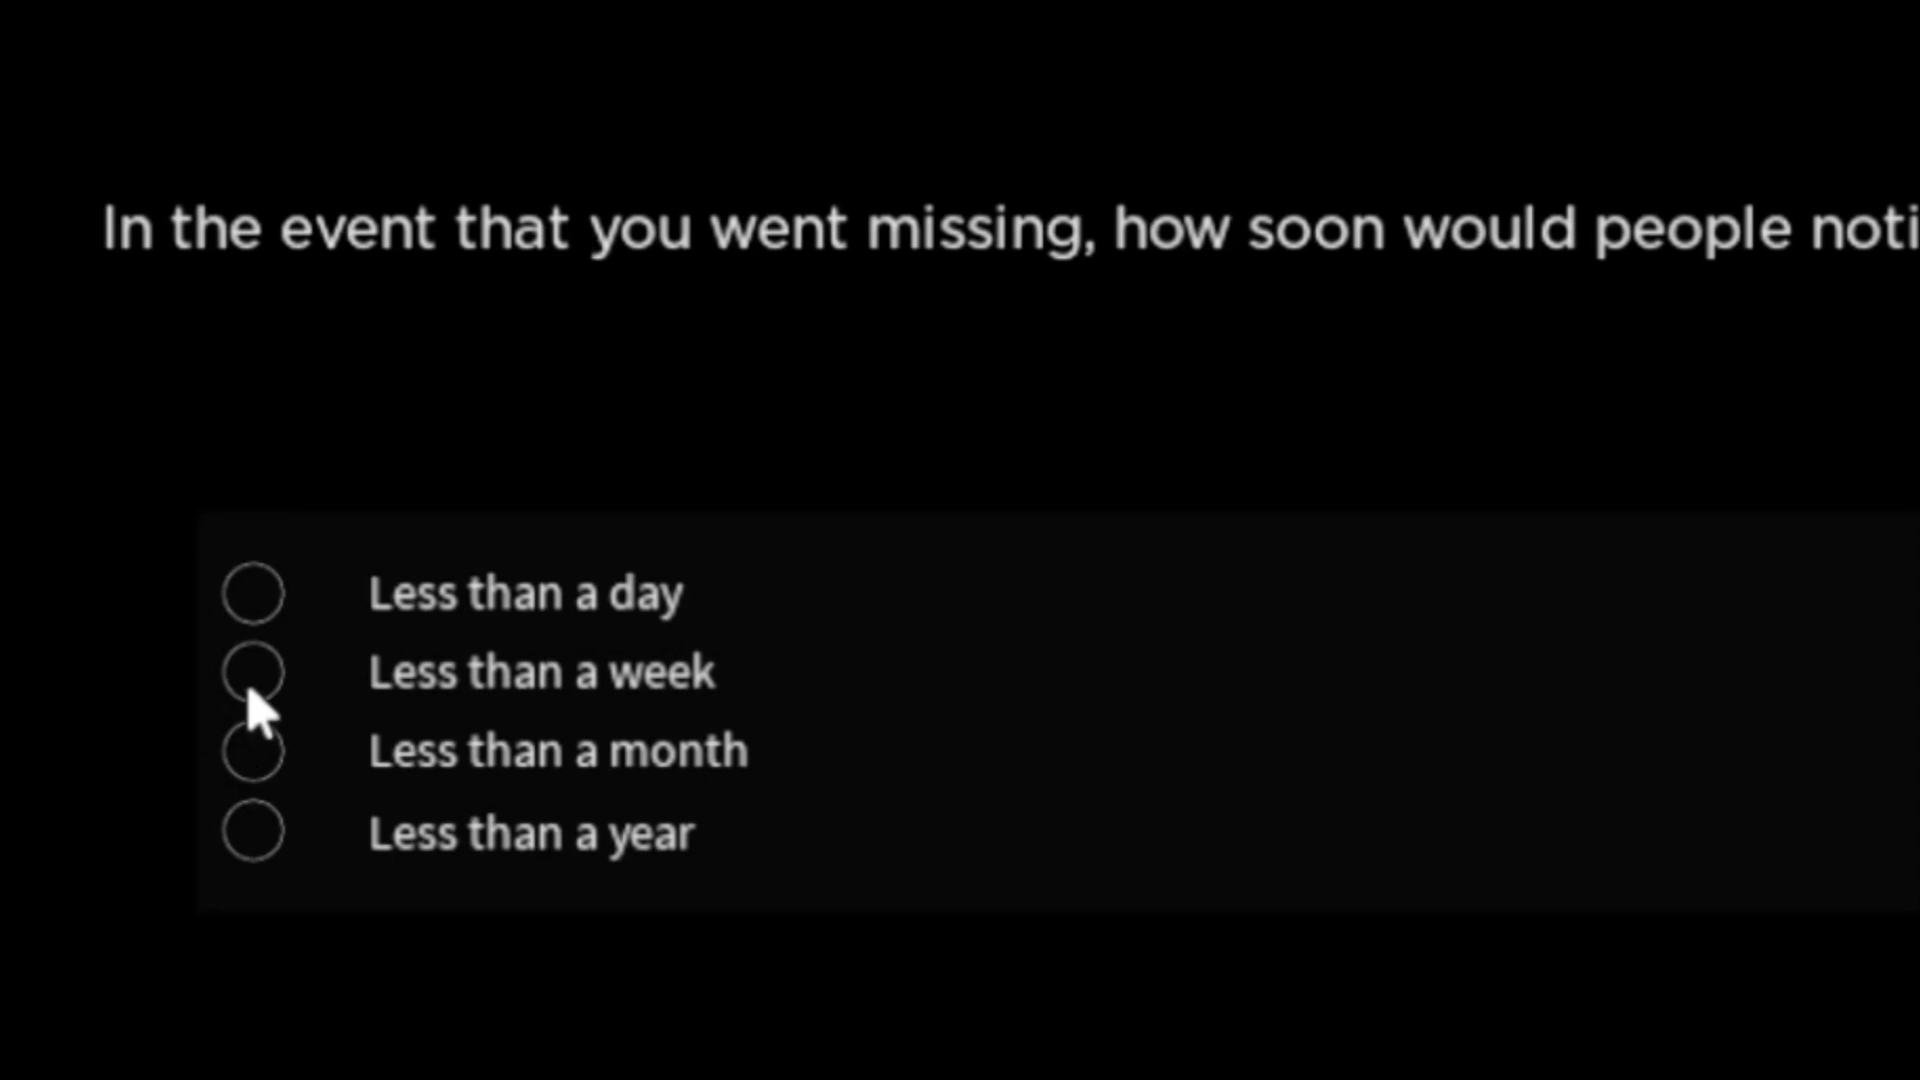 In the event that you went missing, how soon would people noti
Less than a day
Less than a week
Less than a month
Less than a year